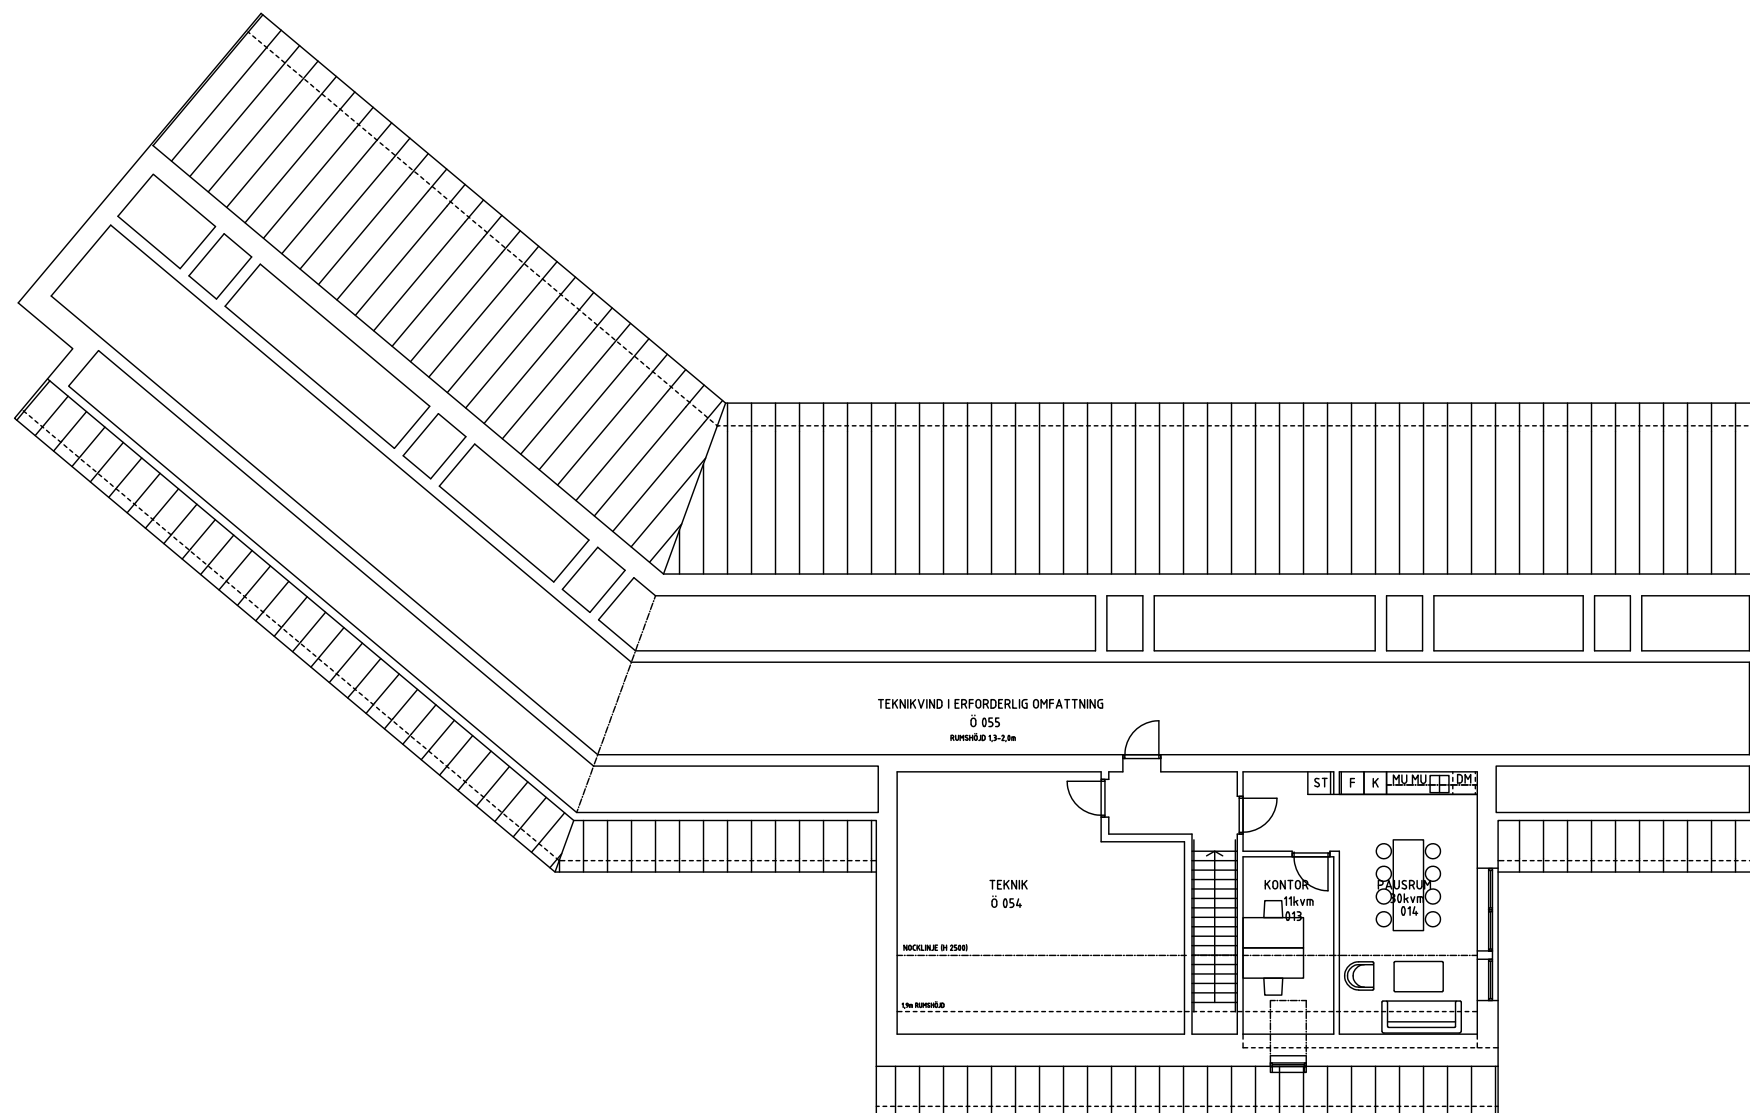 TEKNIKVIND I ERFORDERLIG OMFATTNING
Ö 055
RUMSHÖJD 1,3-2,0m
ST F K MU MU DM
TEKNIK
Ö 054
KONTOR
11kvm
013
PAUSRUM
30kvm
014
NOCKLINJE (H 2500)
1,9m RUMSHÖJD